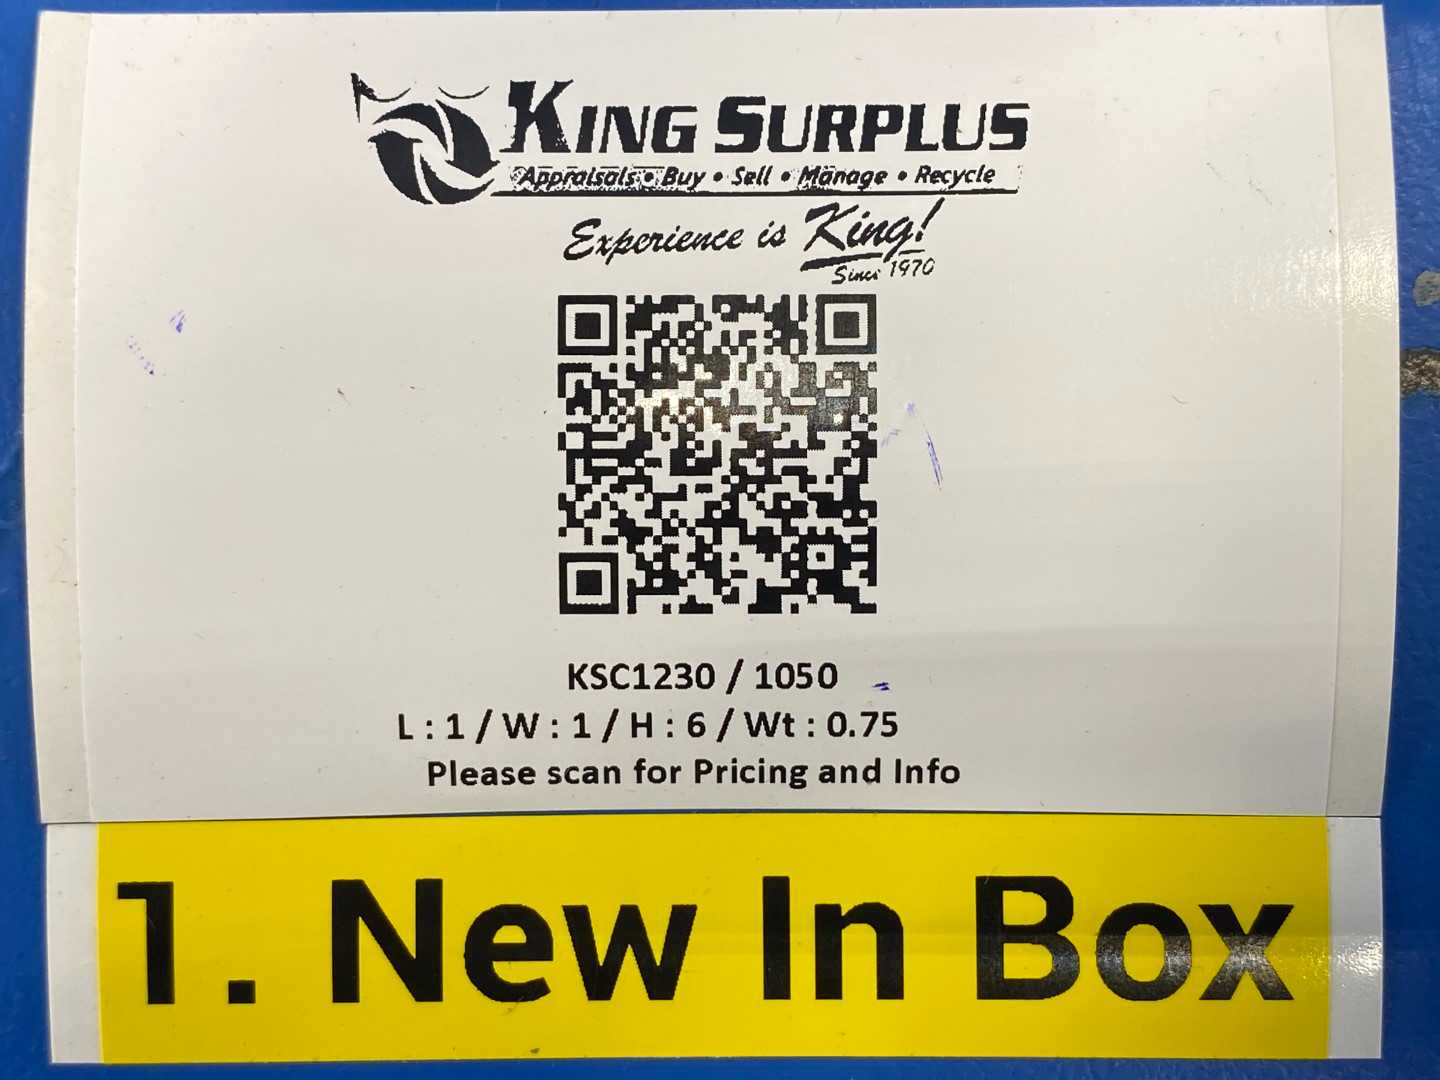 KING SURPLUS
Appraisals • Buy • Sell • Manage • Recycle
Experience is King!
Since 1970
KSC1230 / 1050
L : 1 / W : 1 / H : 6 / Wt : 0.75
Please scan for Pricing and Info
1. New In Box